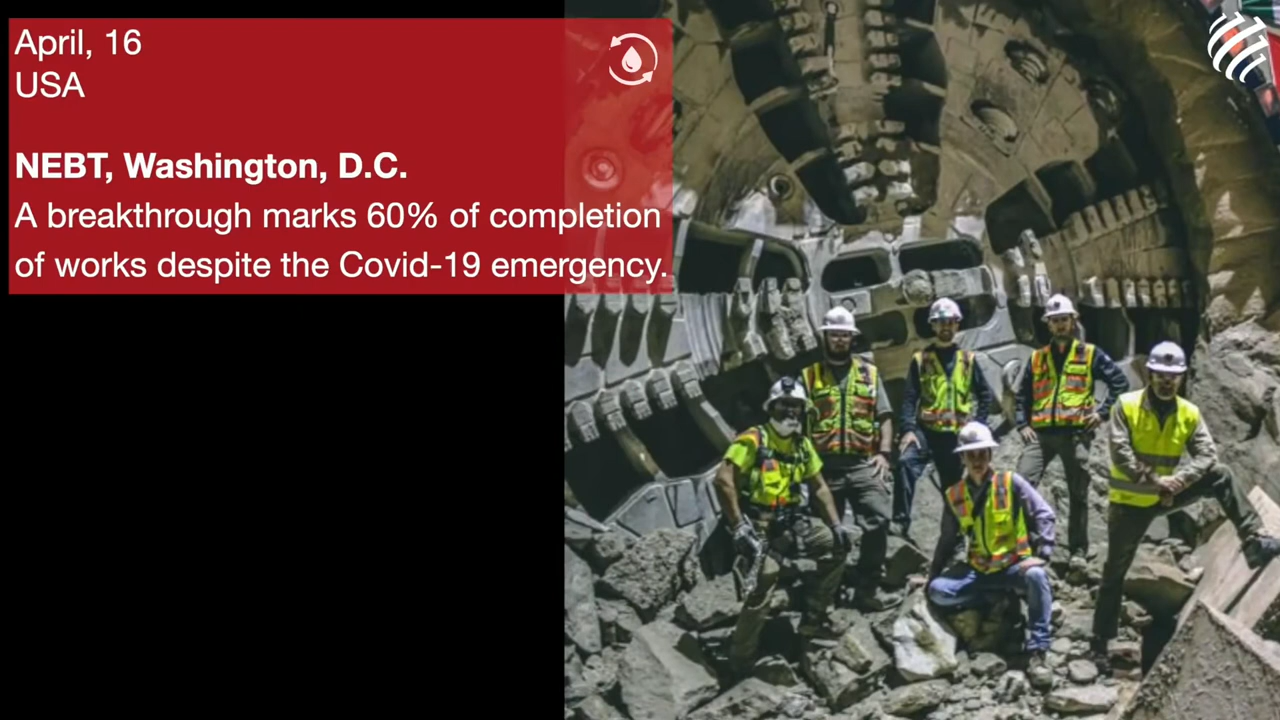 April, 16
USA
NEBT, Washington, D.C.
A breakthrough marks 60% of completion
of works despite the Covid-19 emergency.